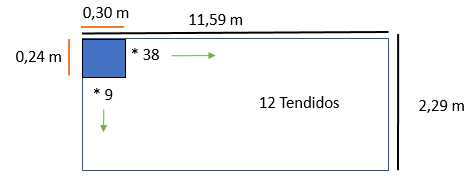 0,30 m
11,59 m
0,24 m
* 38
* 9
12 Tendidos
2,29 m